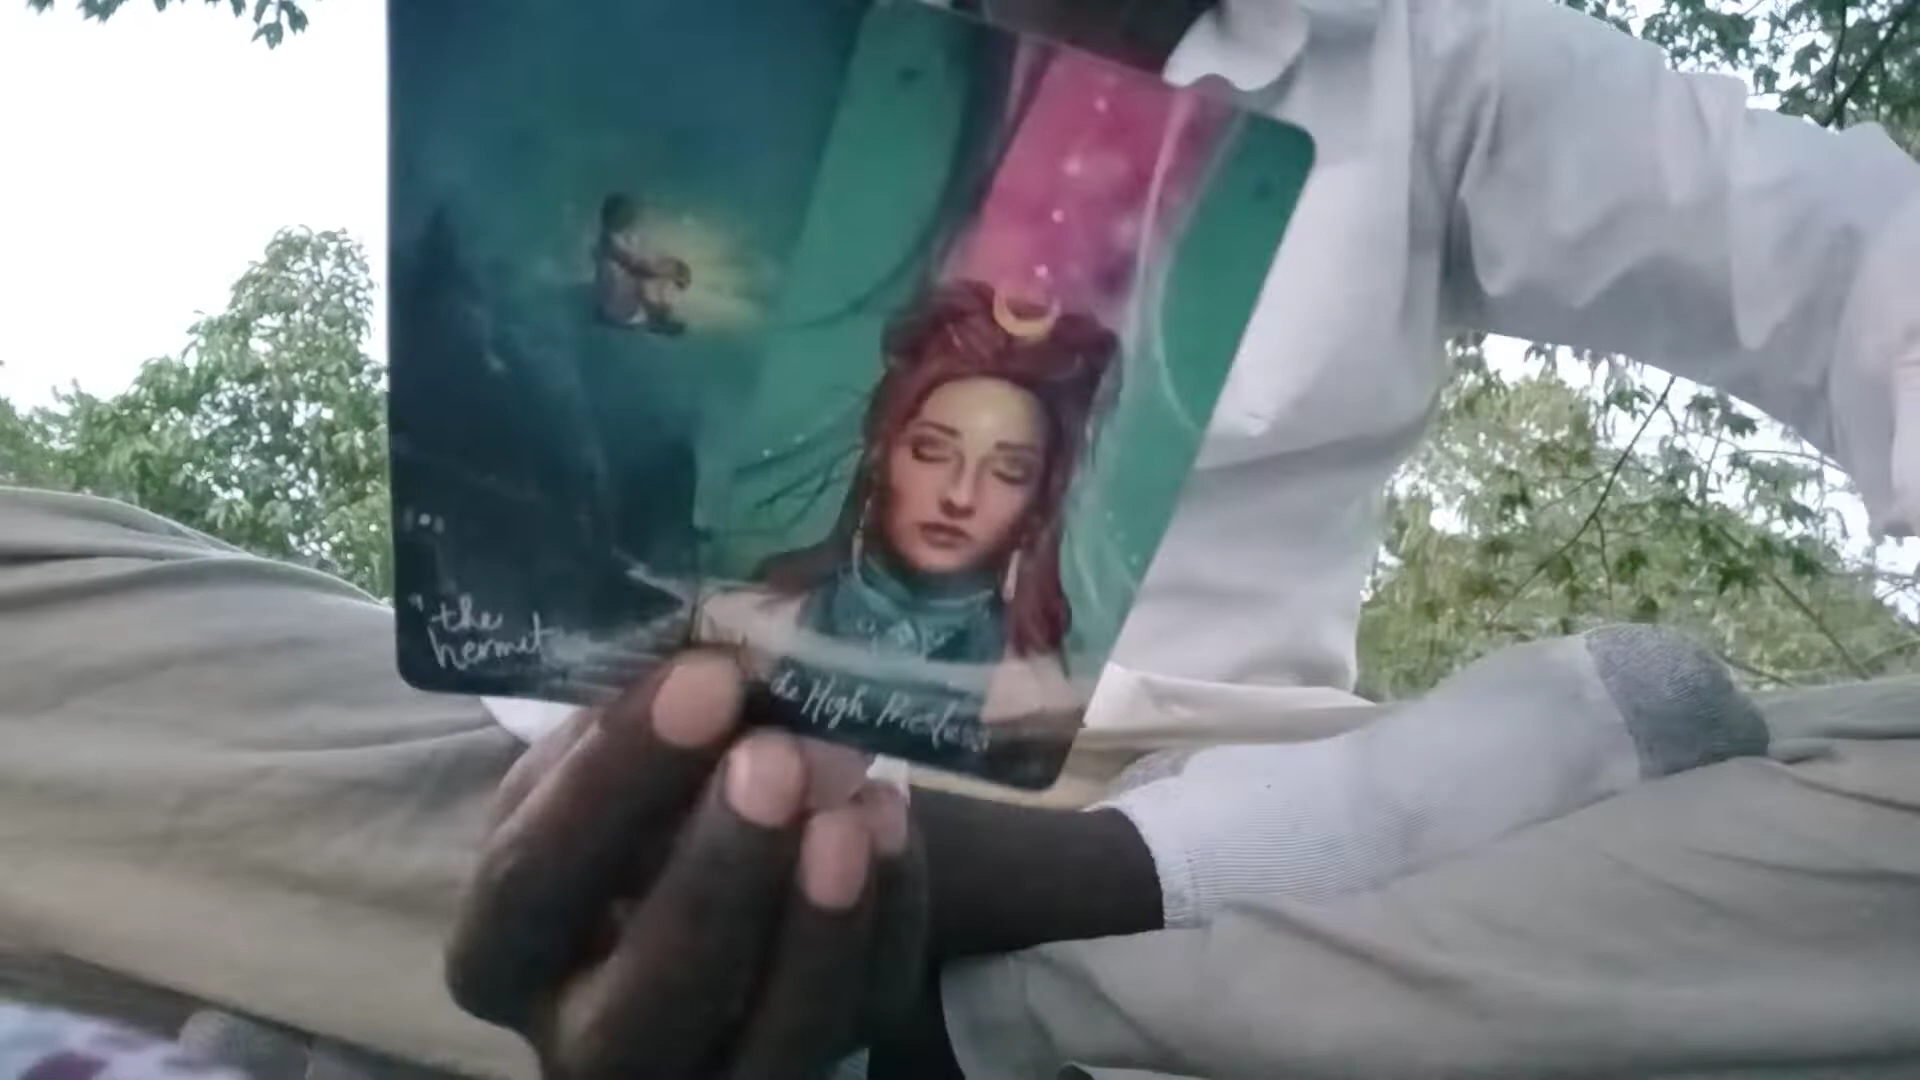 "the
hermit
the High Priestess